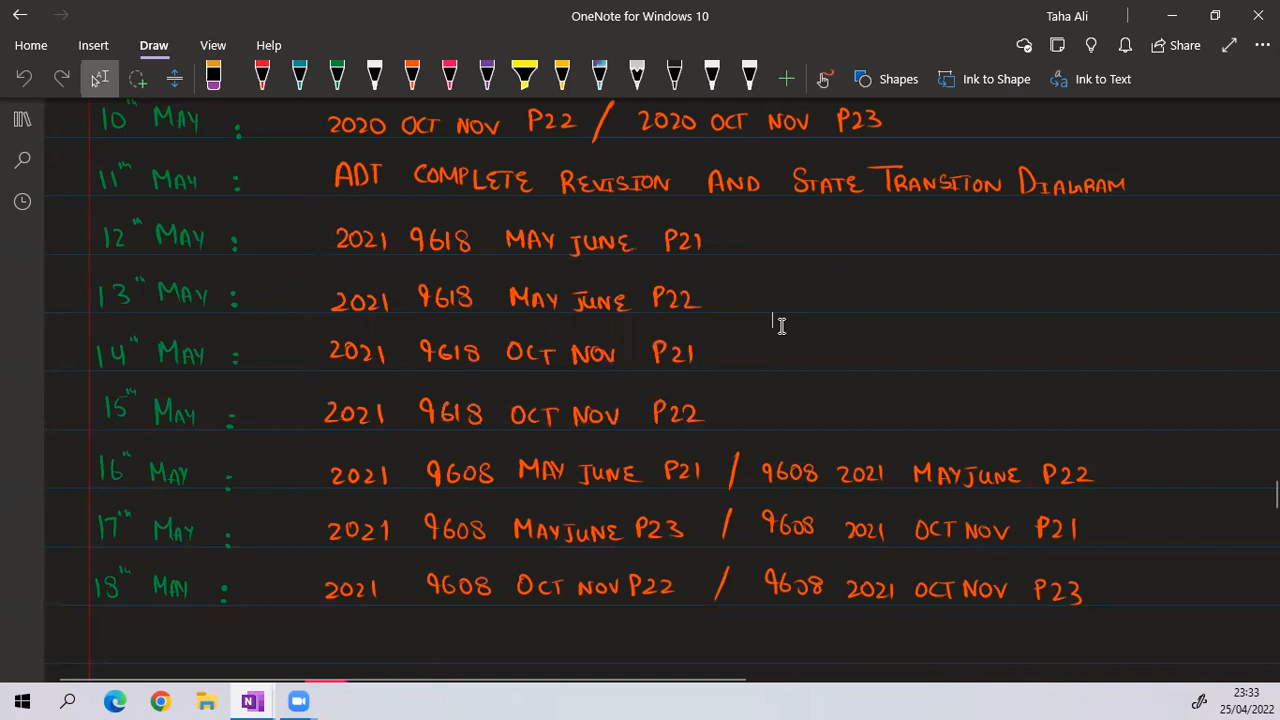 OneNote for Windows 10
Taha Ali
Home Insert Draw View Help
Share
Shapes Ink to Shape Ink to Text
10th MAY : 2020 OCT NOV P22 / 2020 OCT NOV P23
11th MAY : ADT COMPLETE REVISION AND STATE TRANSITION DIAGRAM
12th MAY : 2021 9618 MAY JUNE P21
13th MAY : 2021 9618 MAY JUNE P22
14th MAY : 2021 9618 OCT NOV P21
15th MAY : 2021 9618 OCT NOV P22
16th MAY : 2021 9608 MAY JUNE P21 / 9608 2021 MAY JUNE P22
17th MAY : 2021 9608 MAY JUNE P23 / 9608 2021 OCT NOV P21
18th MAY : 2021 9608 OCT NOV P22 / 9608 2021 OCT NOV P23
23:33
25/04/2022